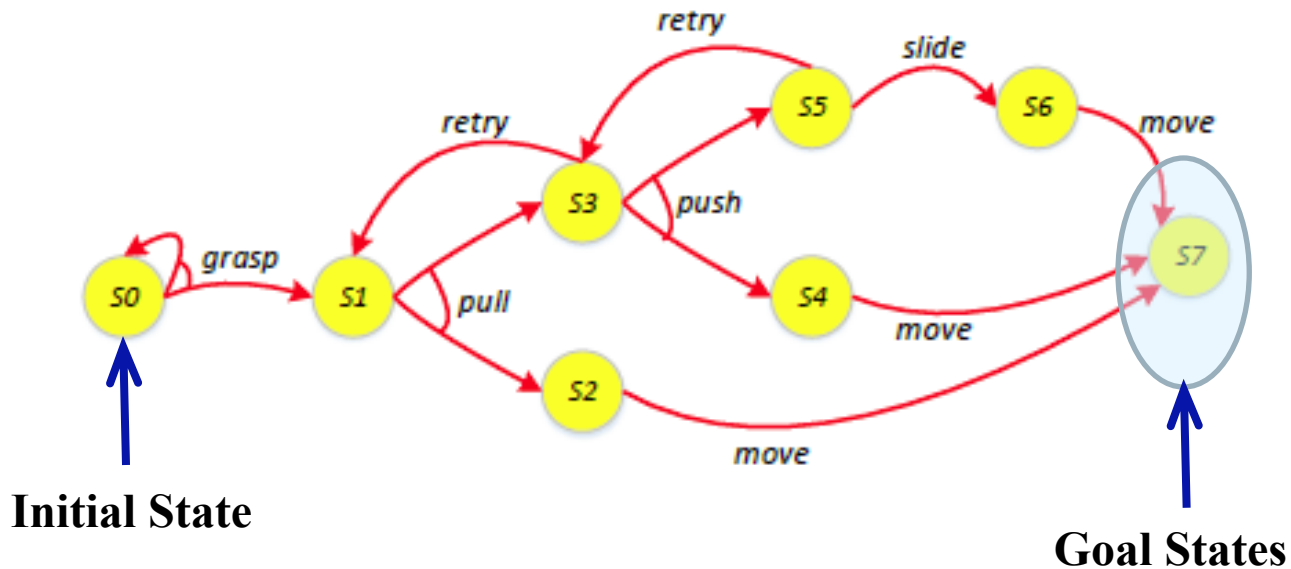 retry
slide
S5
S6
retry
move
S3
push
grasp
S7
S0
S1
pull
S4
move
S2
move
Initial State
Goal States